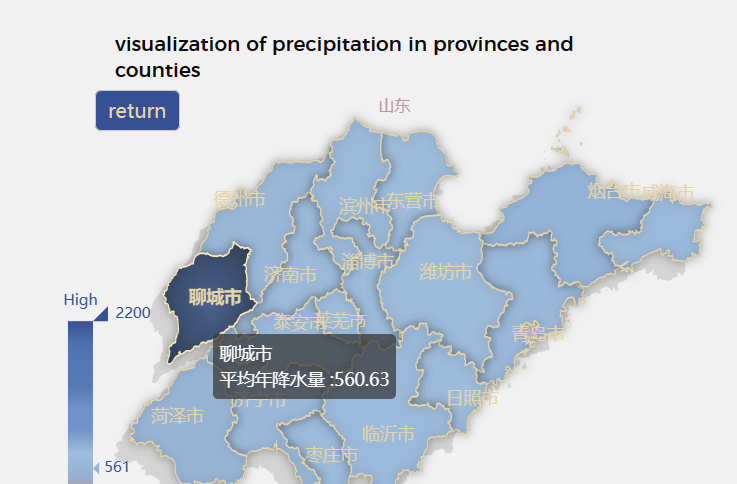 visualization of precipitation in provinces and
counties
return
山东
德州市
滨州市
东营市
烟台市
威海市
淄博市
济南市
潍坊市
聊城市
High
2200
泰安市
莱芜市
青岛市
聊城市
平均年降水量 :560.63
济宁市
日照市
菏泽市
临沂市
枣庄市
561